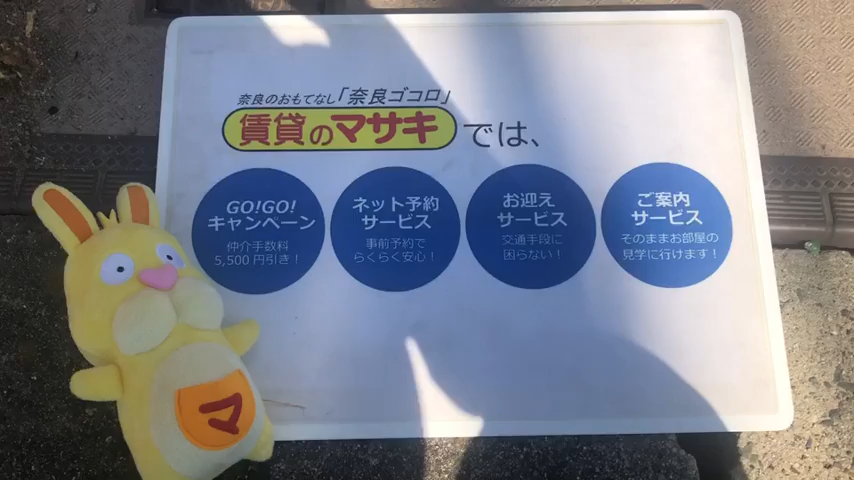 奈良のおもてなし「奈良ゴコロ」
賃貸のマサキでは、
GO!GO!
キャンペーン
仲介手数料
5,500円引き！
ネット予約
サービス
事前予約で
らくらく安心！
お迎え
サービス
交通手段に
困らない！
ご案内
サービス
そのままお部屋の
見学に行けます！
マ